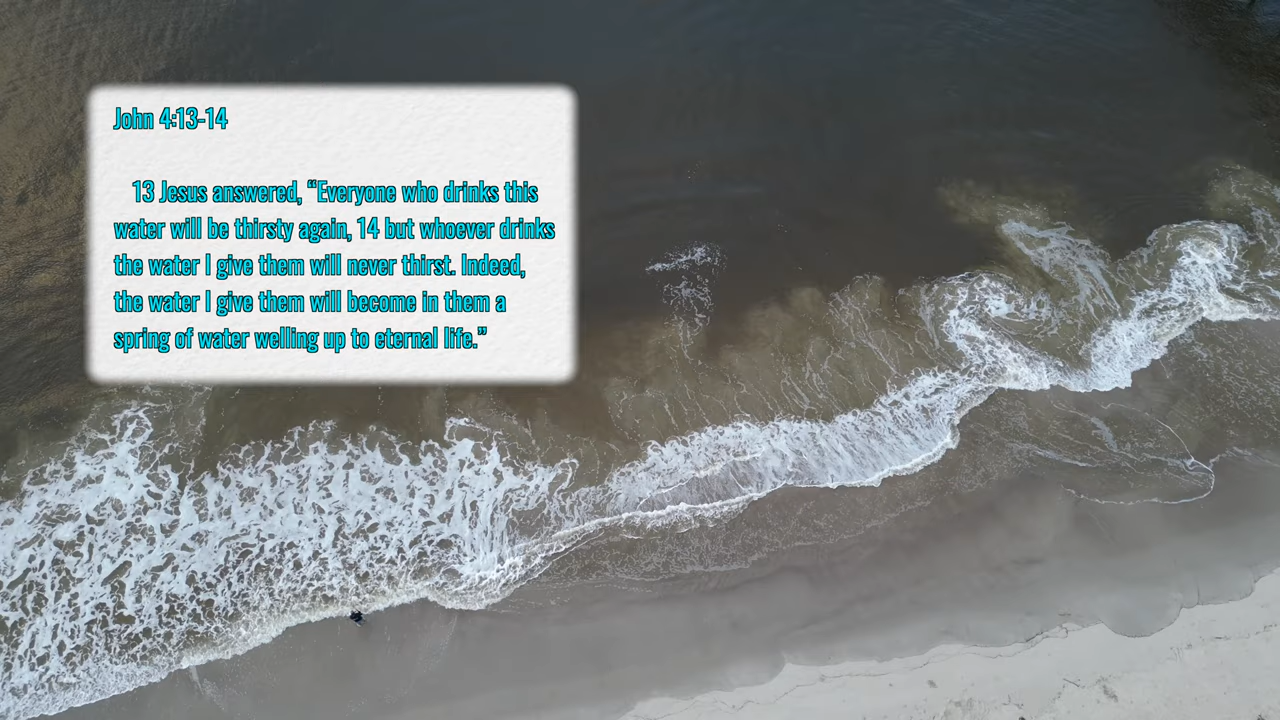 John 4:13-14
13 Jesus answered, “Everyone who drinks this
water will be thirsty again, 14 but whoever drinks
the water I give them will never thirst. Indeed,
the water I give them will become in them a
spring of water welling up to eternal life.”